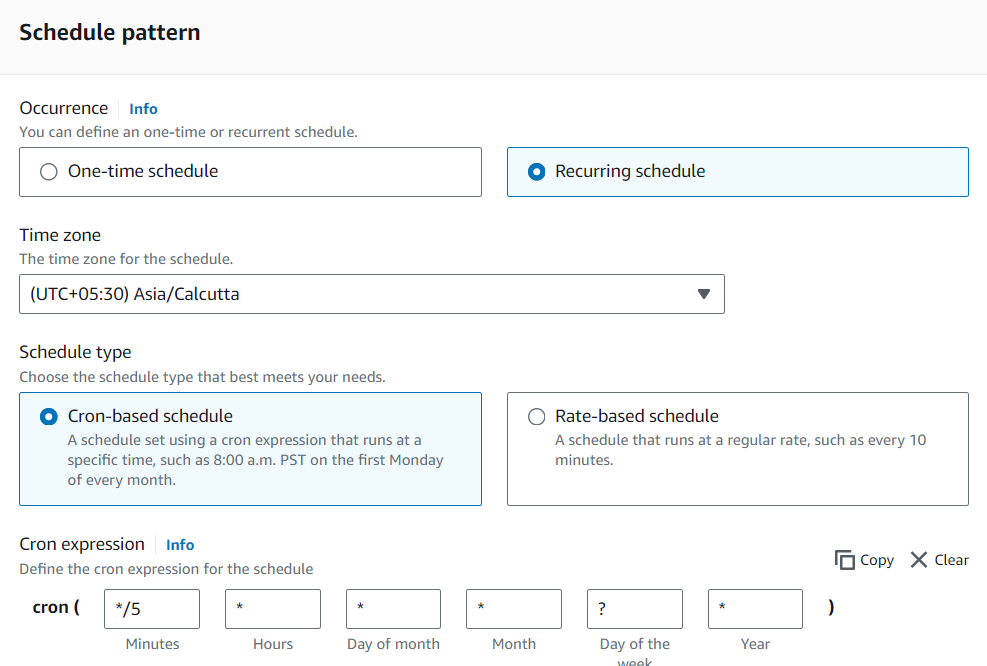 Schedule pattern
Occurrence Info
You can define an one-time or recurrent schedule.
One-time schedule
Recurring schedule
Time zone
The time zone for the schedule.
(UTC+05:30) Asia/Calcutta
Schedule type
Choose the schedule type that best meets your needs.
Cron-based schedule
A schedule set using a cron expression that runs at a
specific time, such as 8:00 a.m. PST on the first Monday
of every month.
Rate-based schedule
A schedule that runs at a regular rate, such as every 10
minutes.
Cron expression Info
Define the cron expression for the schedule
Copy Clear
cron ( */5 * * * ? * )
Minutes Hours Day of month Month Day of the Year
week